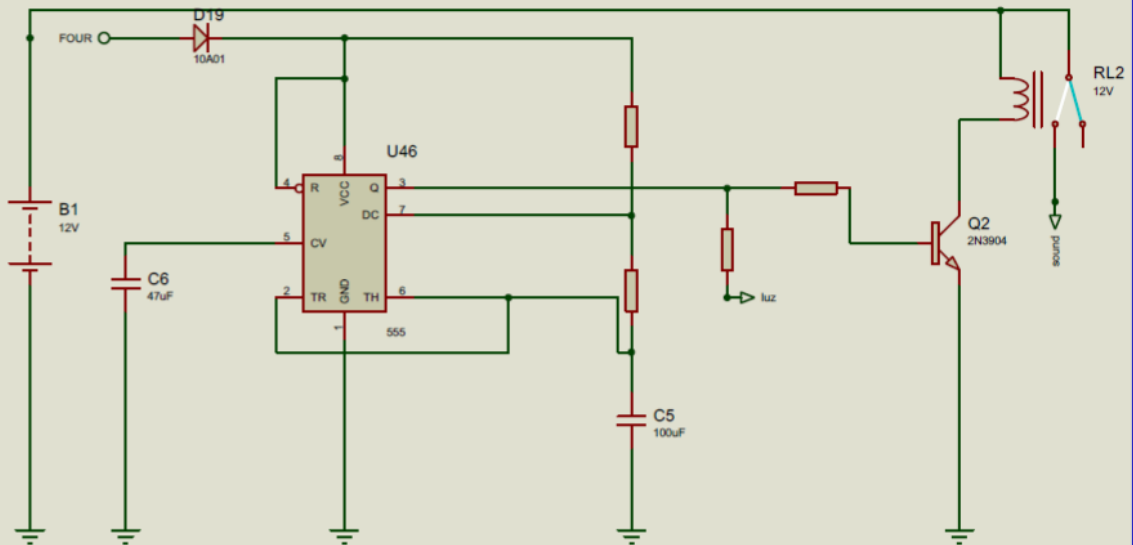 D19
FOUR
10A01
RL2
12V
U46
8
4
R
VCC
Q
3
B1
12V
DC
7
5
CV
Q2
2N3904
C6
47uF
sound
2
TR
GND
TH
6
luz
1
555
C5
100uF